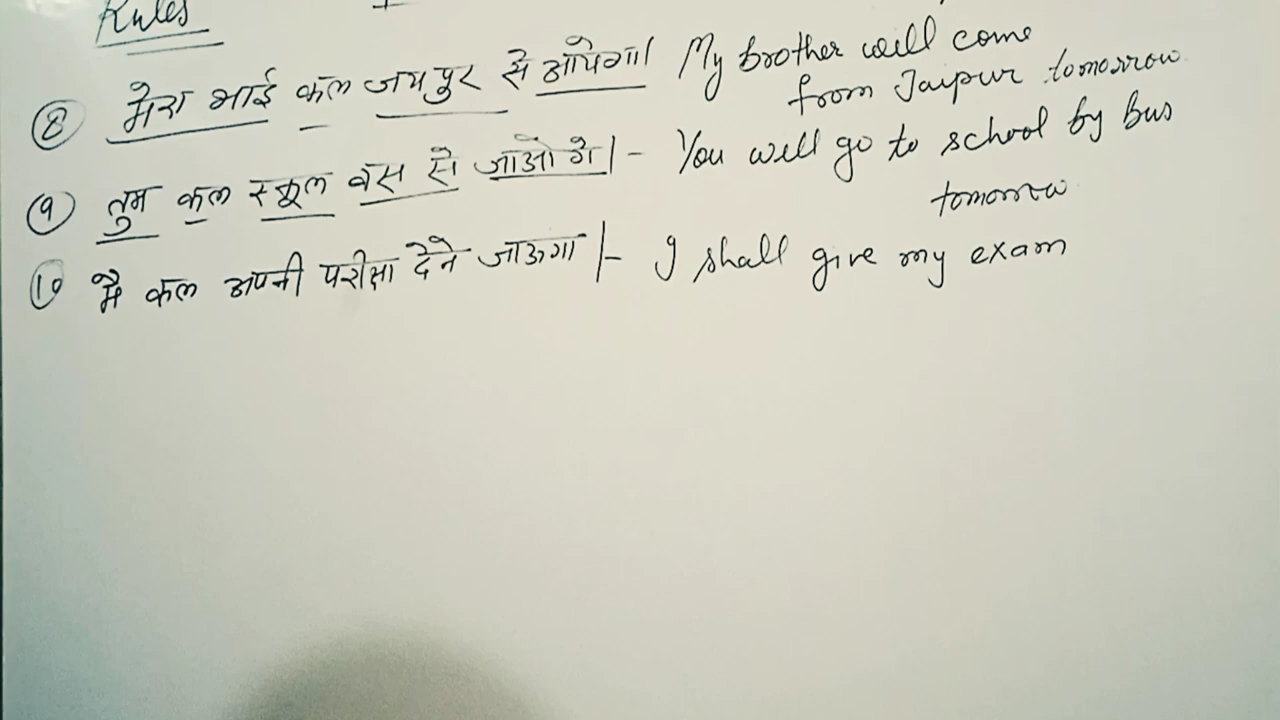 Rules
⑧ मेरा भाई कल जयपुर से आयेगा। My brother will come
from Jaipur tomorrow.
⑨ तुम कल स्कूल बस से जाओगे। - You will go to school by bus
tomorrow
⑩ मै कल अपनी परीक्षा देने जाऊगा। - I shall give my exam